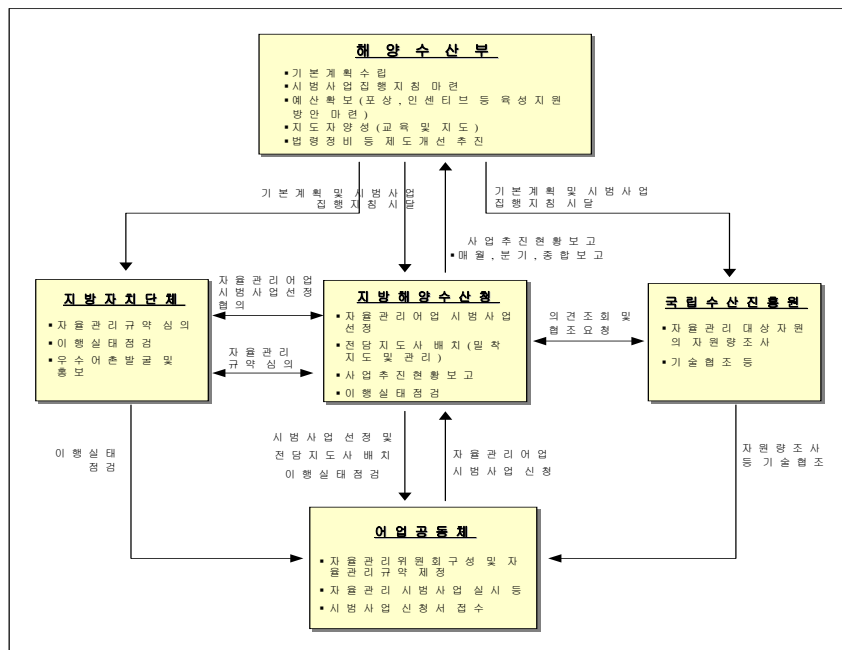 해양수산부
▪기본계획수립
▪시범사업집행지침 마련
▪예산확보(포상,인센티브 등 육성지원
방안 마련)
▪지도자양성(교육 및 지도)
▪법령정비 등 제도개선 추진
기본계획 및 시범사업
집행지침 시달
기본계획 및 시범사업
집행지침 시달
사업추진현황보고
▪매월,분기,종합보고
지방자치단체
▪자율관리규약 심의
▪이행실태점검
▪우수어촌발굴 및
홍보
자율관리어업
시범사업선정
협의
자율관리
규약 심의
지방해양수산청
▪자율관리어업 시범사업
선정
▪전담지도사 배치(밀착
지도 및 관리)
▪사업추진현황보고
▪이행실태점검
의견조회 및
협조요청
국립수산진흥원
▪자율관리 대상자원
의 자원량조사
▪기술협조 등
이행실태
점검
시범사업 선정 및
전담지도사 배치
이행실태점검
자율관리어업
시범사업 신청
자원량조사
등 기술협조
어업공동체
▪자율관리위원회구성 및 자
율관리규약 제정
▪자율관리 시범사업 실시 등
▪시범사업 신청서 접수